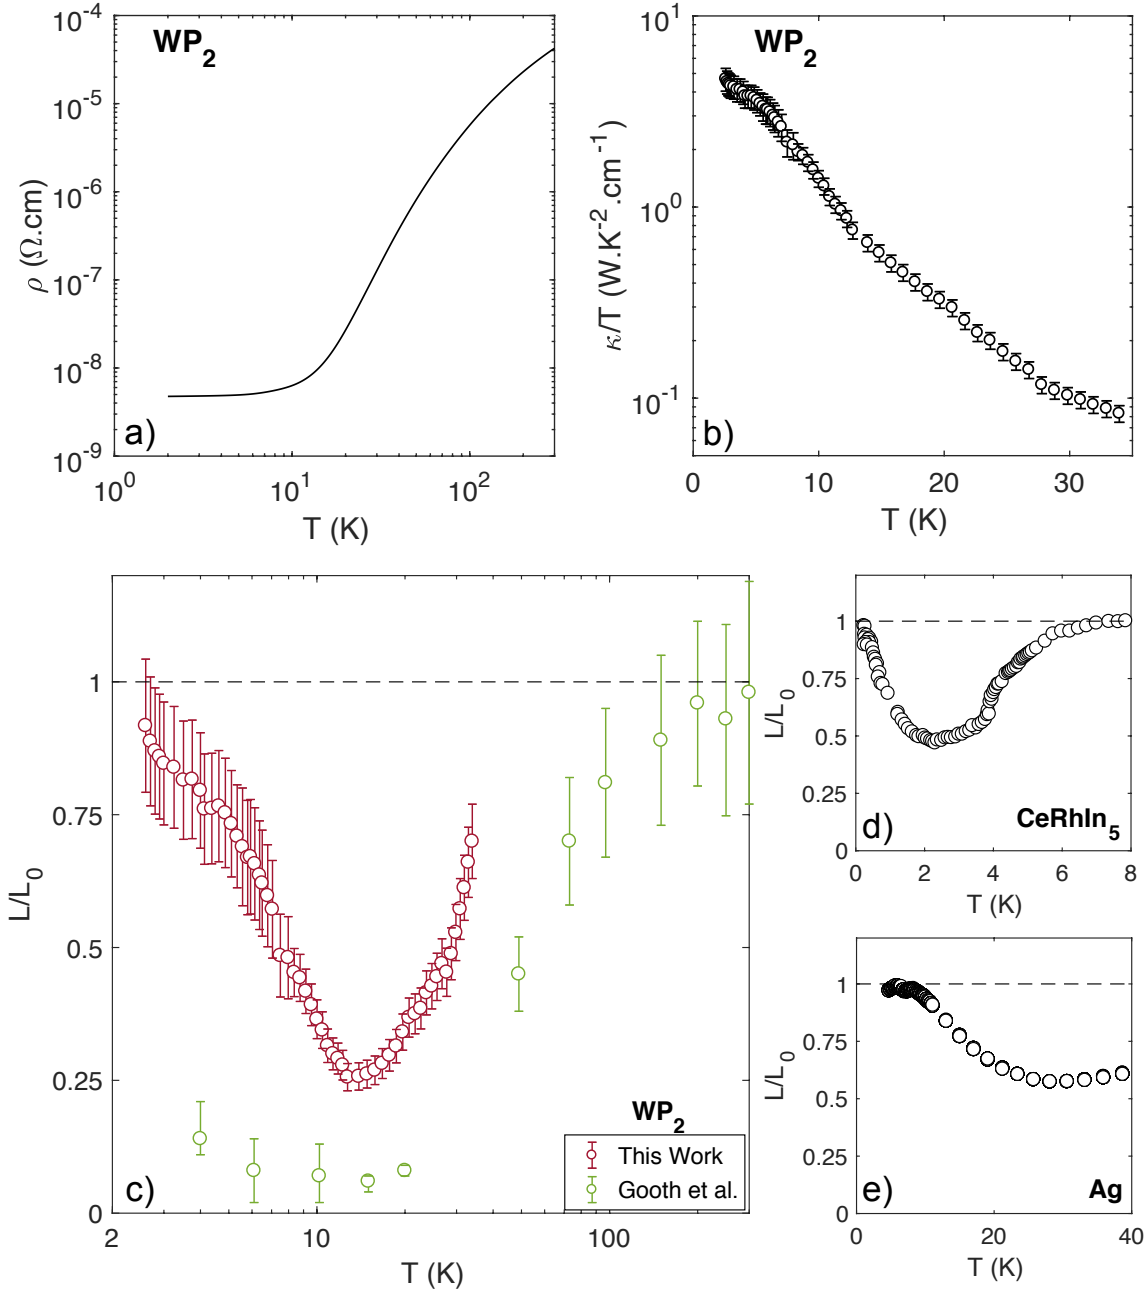 WP2
10^-4
10^-5
10^-6
10^-7
10^-8
10^-9
ρ (Ω.cm)
a)
10^0
10^1
10^2
T (K)
WP2
10^1
10^0
10^-1
κ/T (W.K^-2.cm^-1)
b)
0
10
20
30
T (K)
1
0.75
0.5
0.25
0
L/L0
c)
WP2
This Work
Gooth et al.
2
10
100
T (K)
1
0.75
0.5
0.25
0
L/L0
d)
CeRhIn5
0
2
4
6
8
T (K)
1
0.75
0.5
0.25
0
L/L0
e)
Ag
0
20
40
T (K)